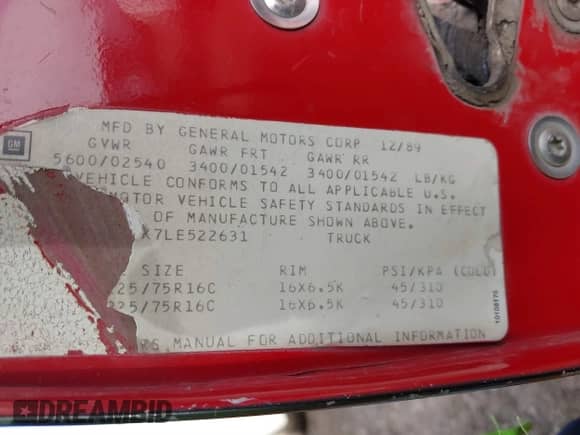 MFD BY GENERAL MOTORS CORP 12/89
GM
GVWR GAWR FRT GAWR RR
5600/02540 3400/01542 3400/01542 LB/KG
VEHICLE CONFORMS TO ALL APPLICABLE U.S.
OTOR VEHICLE SAFETY STANDARDS IN EFFECT
OF MANUFACTURE SHOWN ABOVE.
X7LE522631 TRUCK
SIZE RIM PSI/KPA (COLD)
225/75R16C 16X6.5K 45/310
225/75R16C 16X6.5K 45/310
RS MANUAL FOR ADDITIONAL INFORMATION
DREAMBID